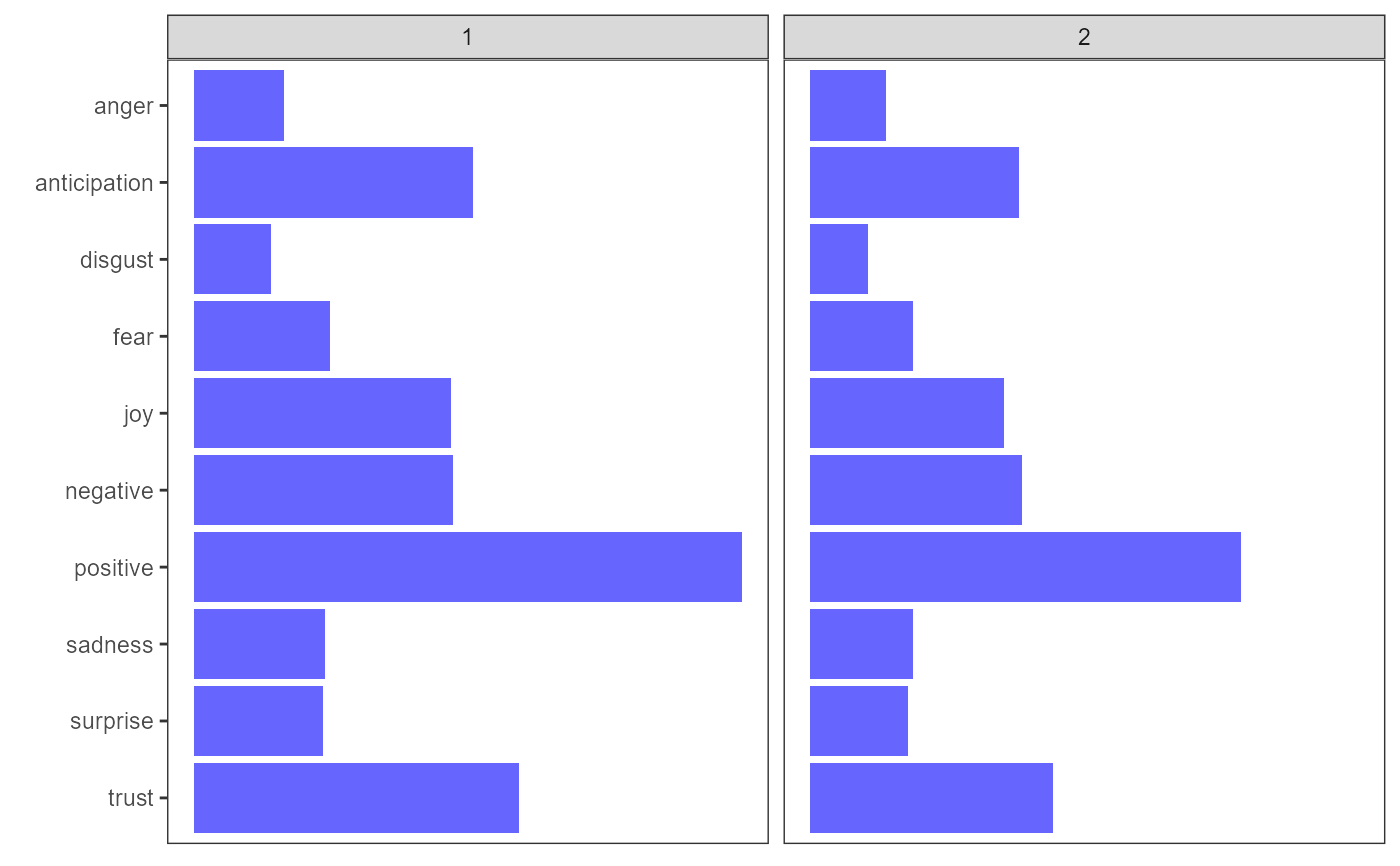 1
2
anger
anticipation
disgust
fear
joy
negative
positive
sadness
surprise
trust